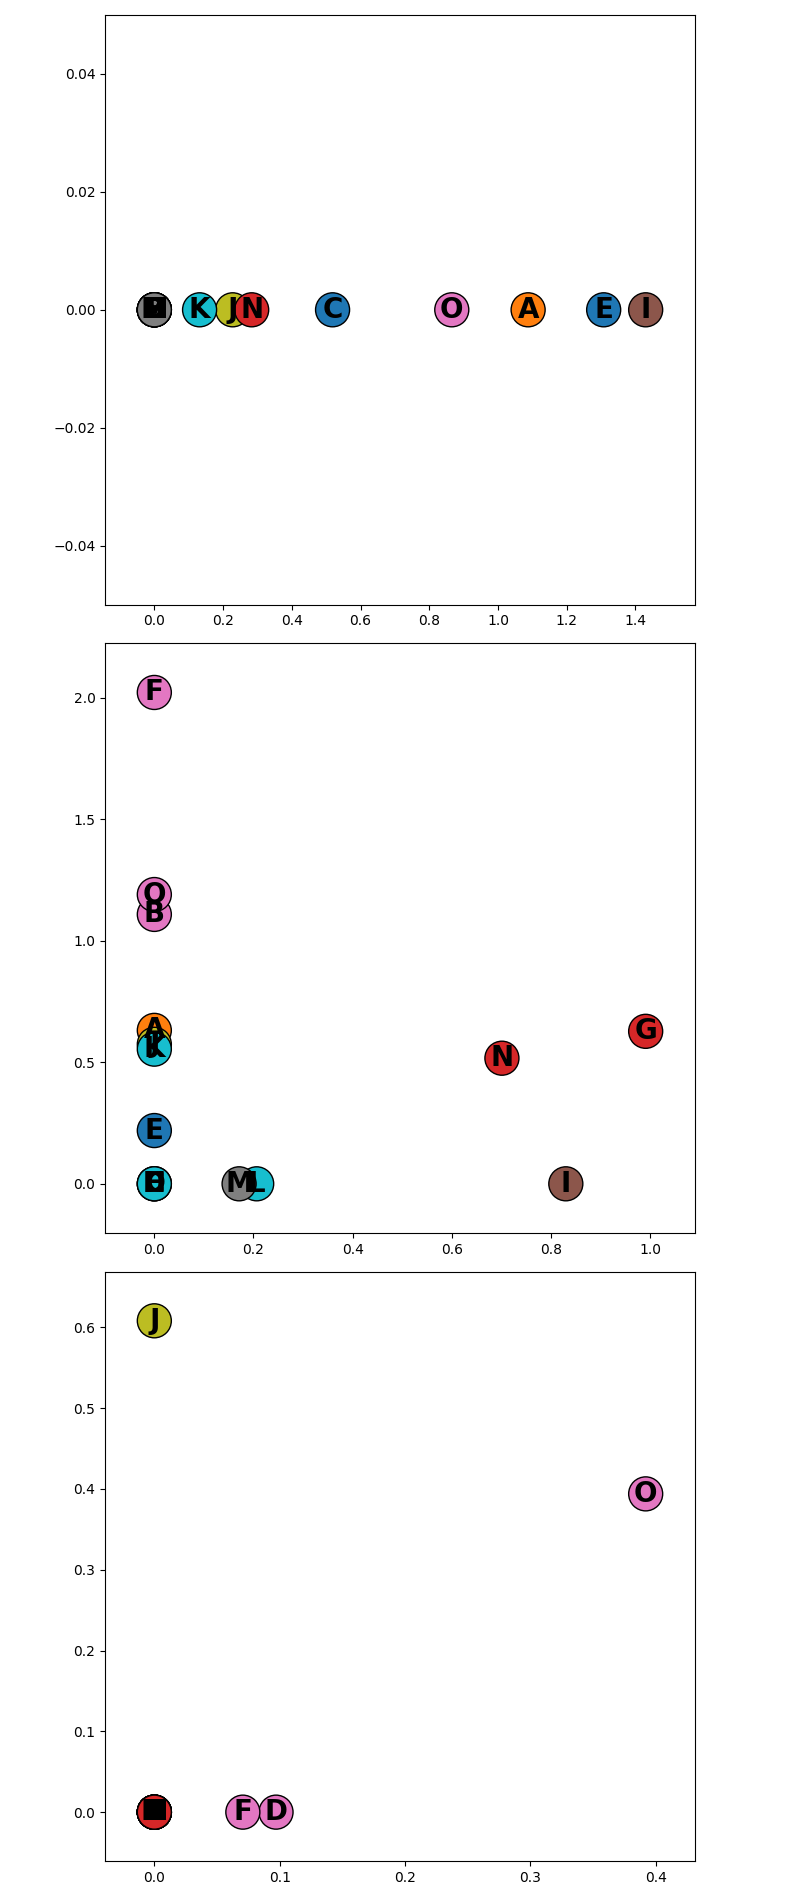 0.04
0.02
0.00
−0.02
−0.04
K J N C O A E I
0.0 0.2 0.4 0.6 0.8 1.0 1.2 1.4
F
2.0
1.5
O
B
1.0
A
K
N
G
0.5
E
M L I
0.0
0.0 0.2 0.4 0.6 0.8 1.0
J
0.6
0.5
O
0.4
0.3
0.2
0.1
F D
0.0
0.0 0.1 0.2 0.3 0.4